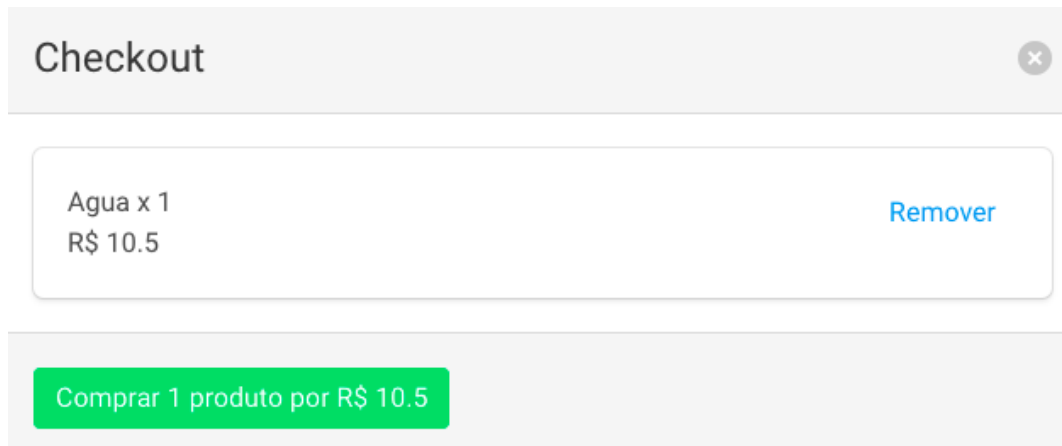 Checkout
Agua x 1
R$ 10.5
Remover
Comprar 1 produto por R$ 10.5